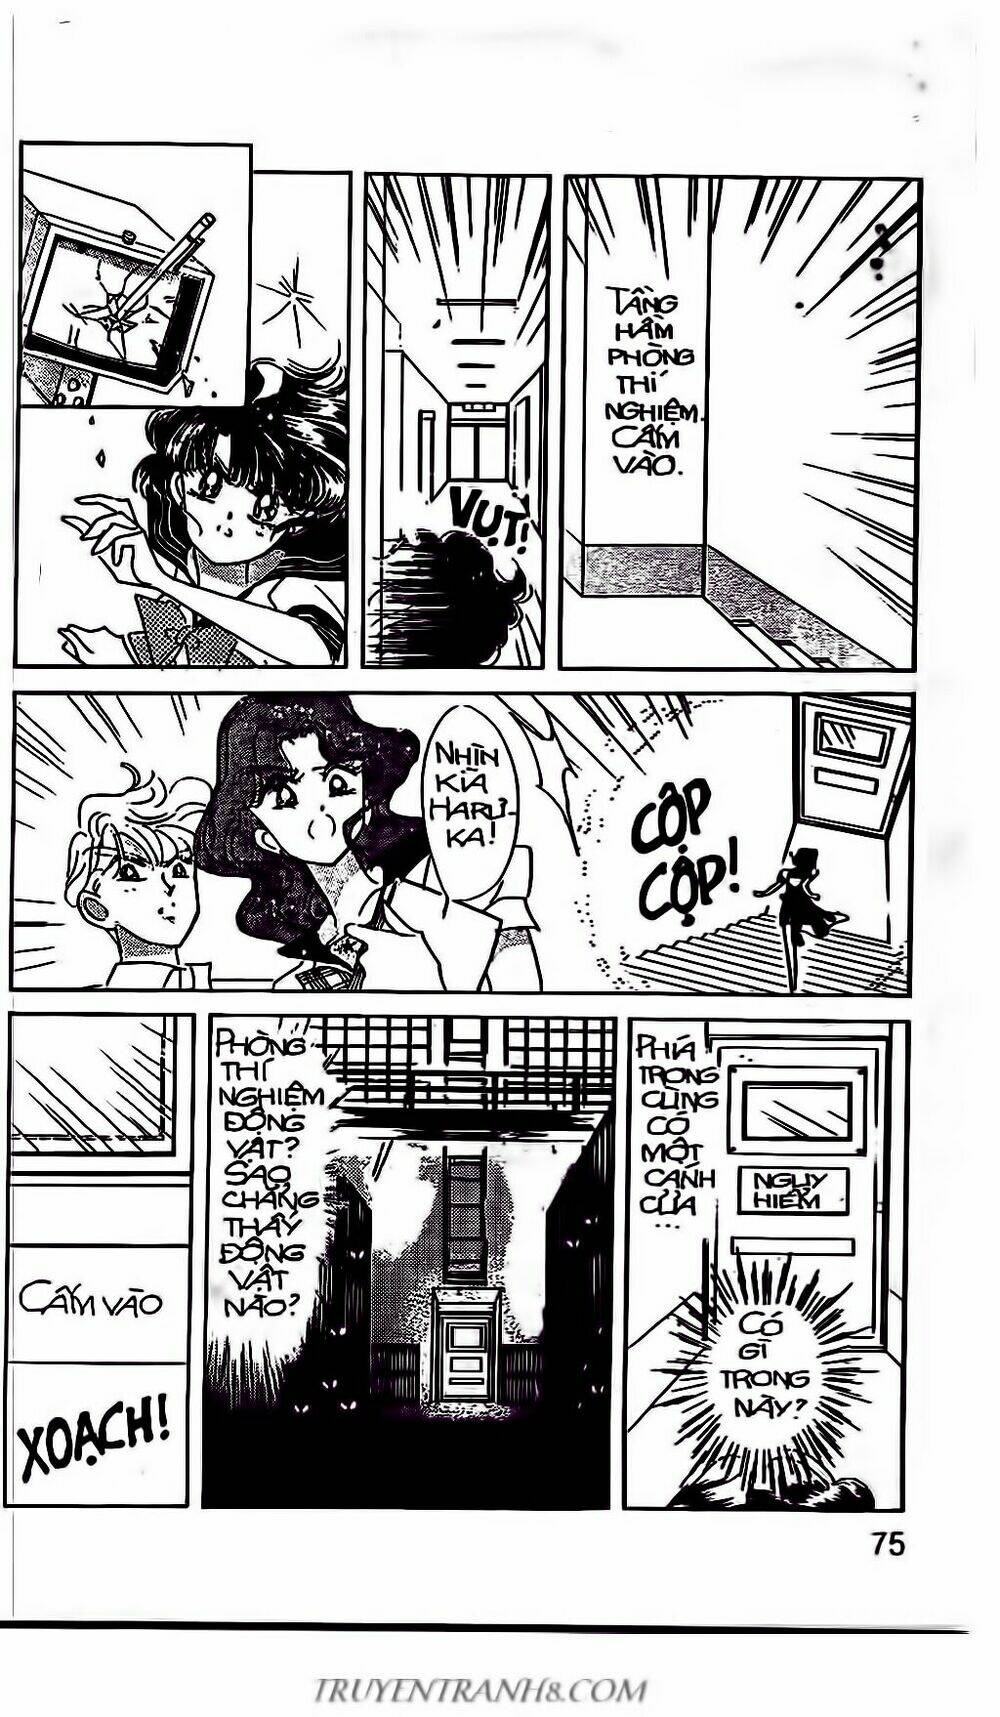 TẦNG
HẦM
PHÒNG
THÍ
NGHIỆM.
CẤM
VÀO.
VỤT!
CỘP
CỘP!
NHÌN
KÌA
HARU-
KA!
PHÍA
TRONG
CÙNG
CÓ
MỘT
CÁNH
CỬA
...
NGUY
HIỂM
CÓ
GÌ
TRONG
NÀY?
PHÒNG
THÍ
NGHIỆM
ĐỘNG
VẬT?
SAO
CHẲNG
THẤY
ĐỘNG
VẬT
NÀO?
CẤM VÀO
XOẠCH!
75
TRUYENTRANH8.COM